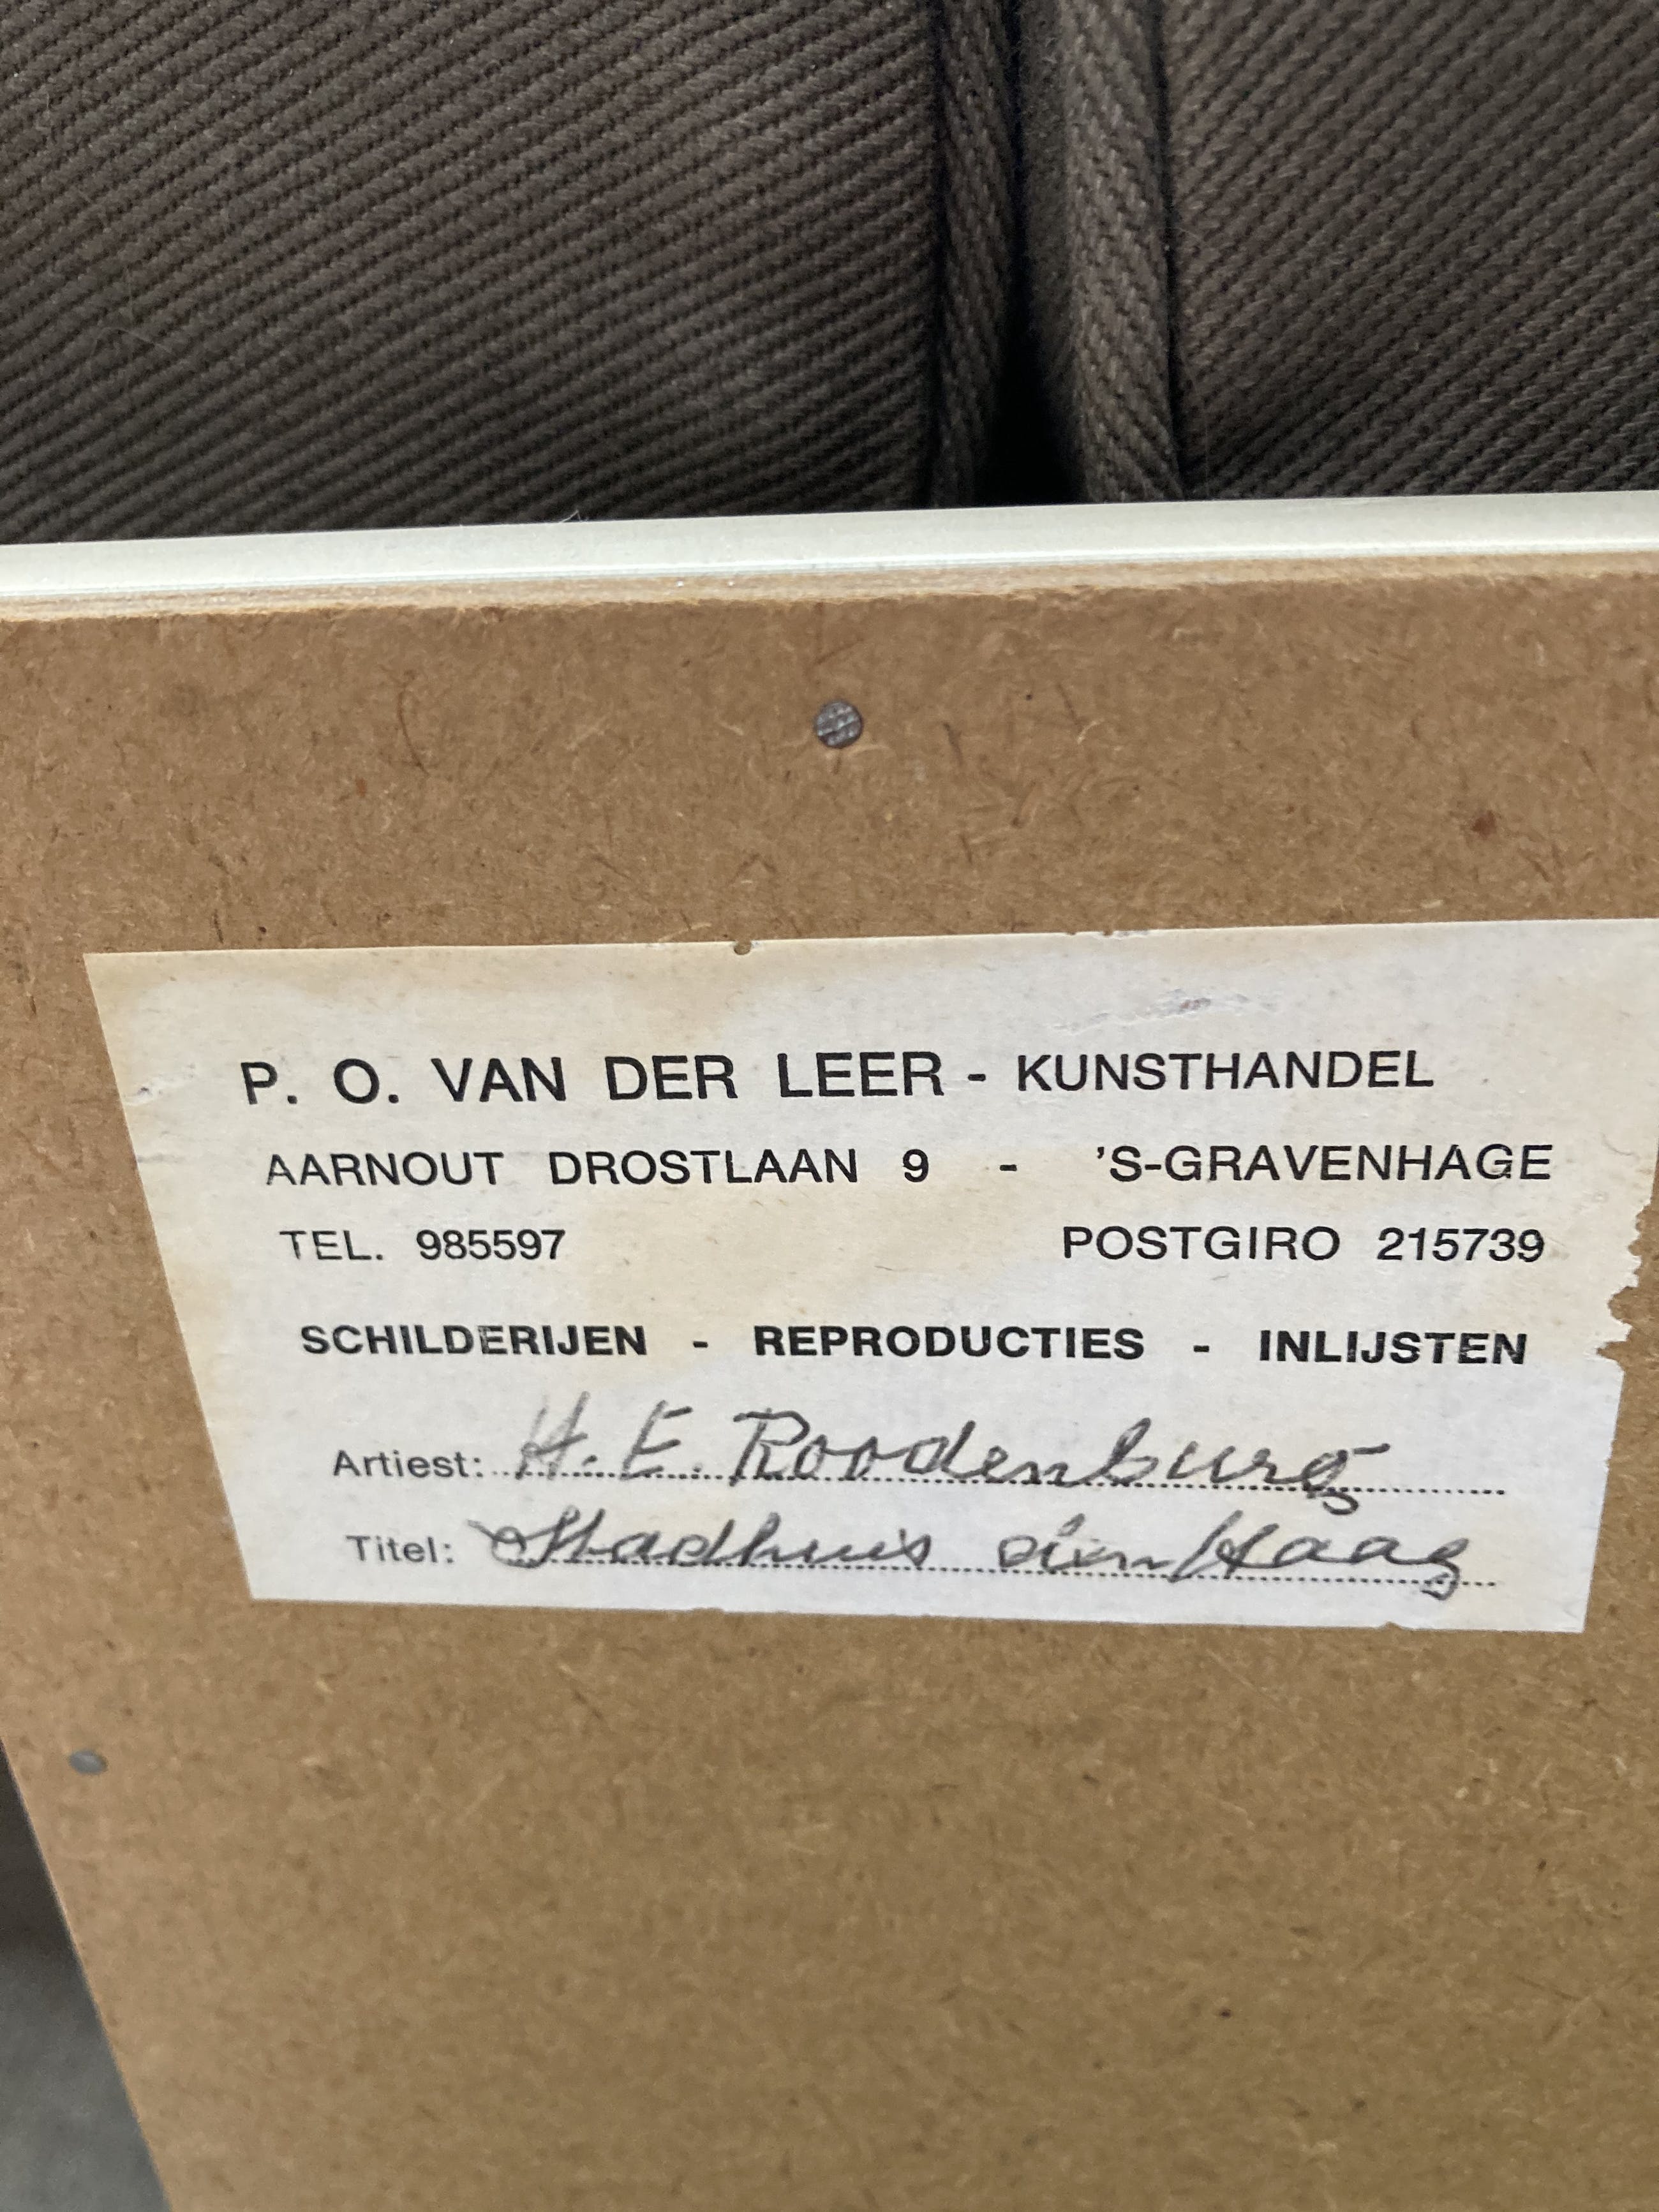 P. O. VAN DER LEER - KUNSTHANDEL
AARNOUT DROSTLAAN 9 - 'S-GRAVENHAGE
TEL. 985597 POSTGIRO 215739
SCHILDERIJEN - REPRODUCTIES - INLIJSTEN
Artiest: H. E. Roodenburg
Titel: Stadhuis den Haag